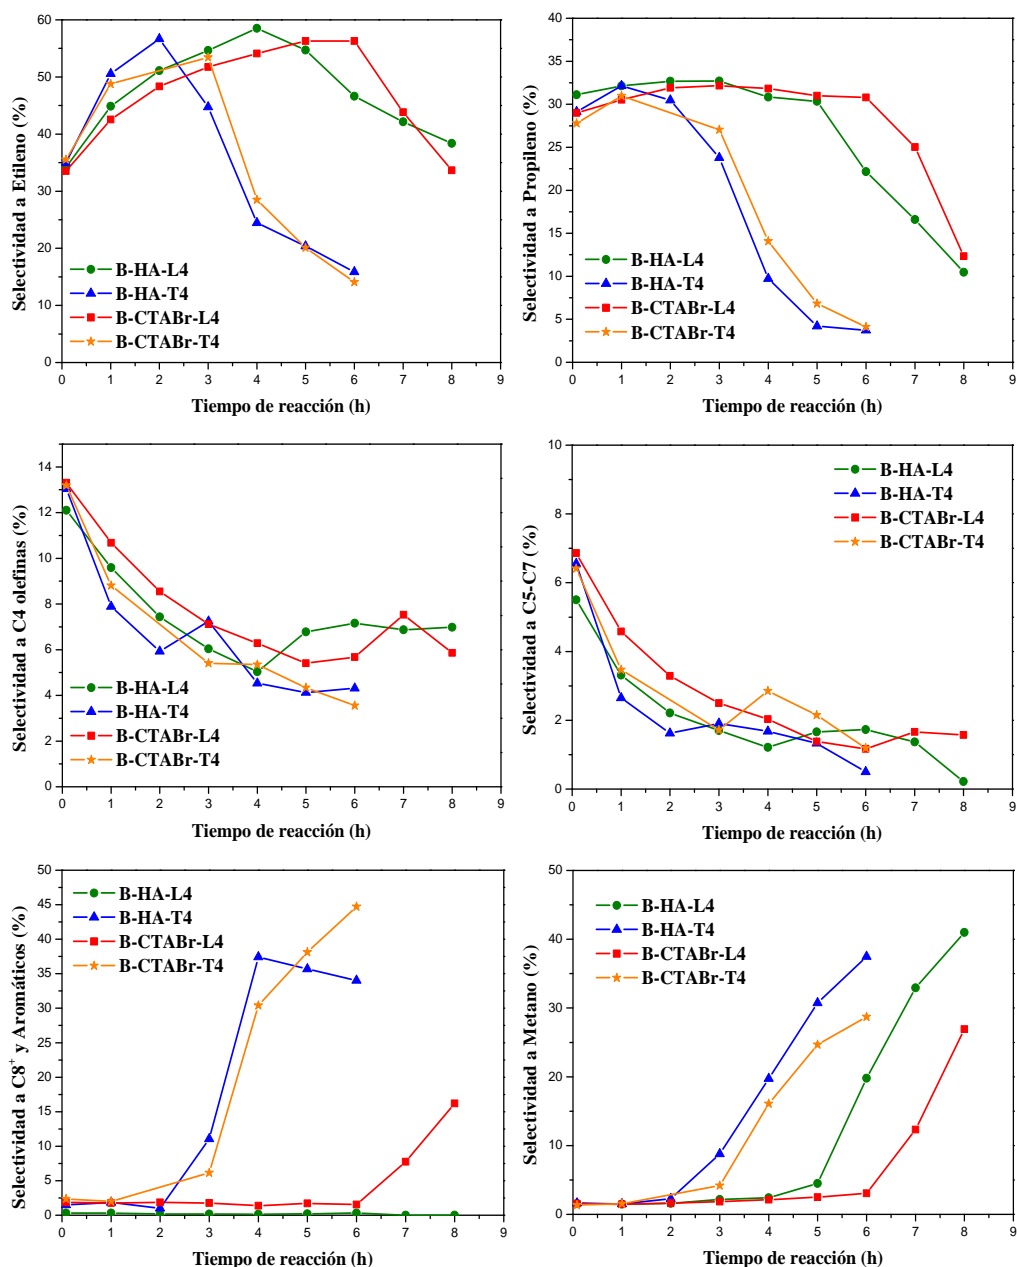 60
50
40
30
20
10
0
Selectividad a Etileno (%)
B-HA-L4
B-HA-T4
B-CTABr-L4
B-CTABr-T4
0 1 2 3 4 5 6 7 8 9
Tiempo de reacción (h)
40
35
30
25
20
15
10
5
0
Selectividad a Propileno (%)
B-HA-L4
B-HA-T4
B-CTABr-L4
B-CTABr-T4
0 1 2 3 4 5 6 7 8 9
Tiempo de reacción (h)
14
12
10
8
6
4
2
0
Selectividad a C4 olefinas (%)
B-HA-L4
B-HA-T4
B-CTABr-L4
B-CTABr-T4
0 1 2 3 4 5 6 7 8 9
Tiempo de reacción (h)
10
8
6
4
2
0
Selectividad a C5-C7 (%)
B-HA-L4
B-HA-T4
B-CTABr-L4
B-CTABr-T4
0 1 2 3 4 5 6 7 8 9
Tiempo de reacción (h)
50
45
40
35
30
25
20
15
10
5
0
Selectividad a C8⁺ y Aromáticos (%)
B-HA-L4
B-HA-T4
B-CTABr-L4
B-CTABr-T4
0 1 2 3 4 5 6 7 8 9
Tiempo de reacción (h)
50
40
30
20
10
0
Selectividad a Metano (%)
B-HA-L4
B-HA-T4
B-CTABr-L4
B-CTABr-T4
0 1 2 3 4 5 6 7 8 9
Tiempo de reacción (h)